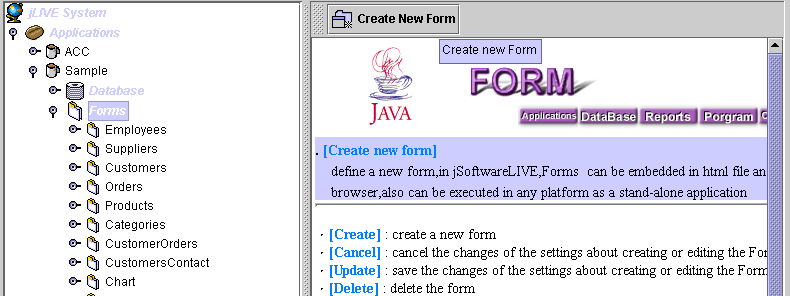 jLIVE System
Applications
ACC
Sample
Database
Forms
Employees
Suppliers
Customers
Orders
Products
Categories
CustomerOrders
CustomersContact
Chart
Create New Form
Create new Form
JAVA
FORM
Applications DataBase Reports Porgram
. [Create new form]
define a new form,in jSoftwareLIVE,Forms can be embedded in html file an
browser,also can be executed in any platform as a stand-alone application
· [Create] : create a new form
· [Cancel] : cancel the changes of the settings about creating or editing the For
· [Update] : save the changes of the settings about creating or editing the Form
· [Delete] : delete the form